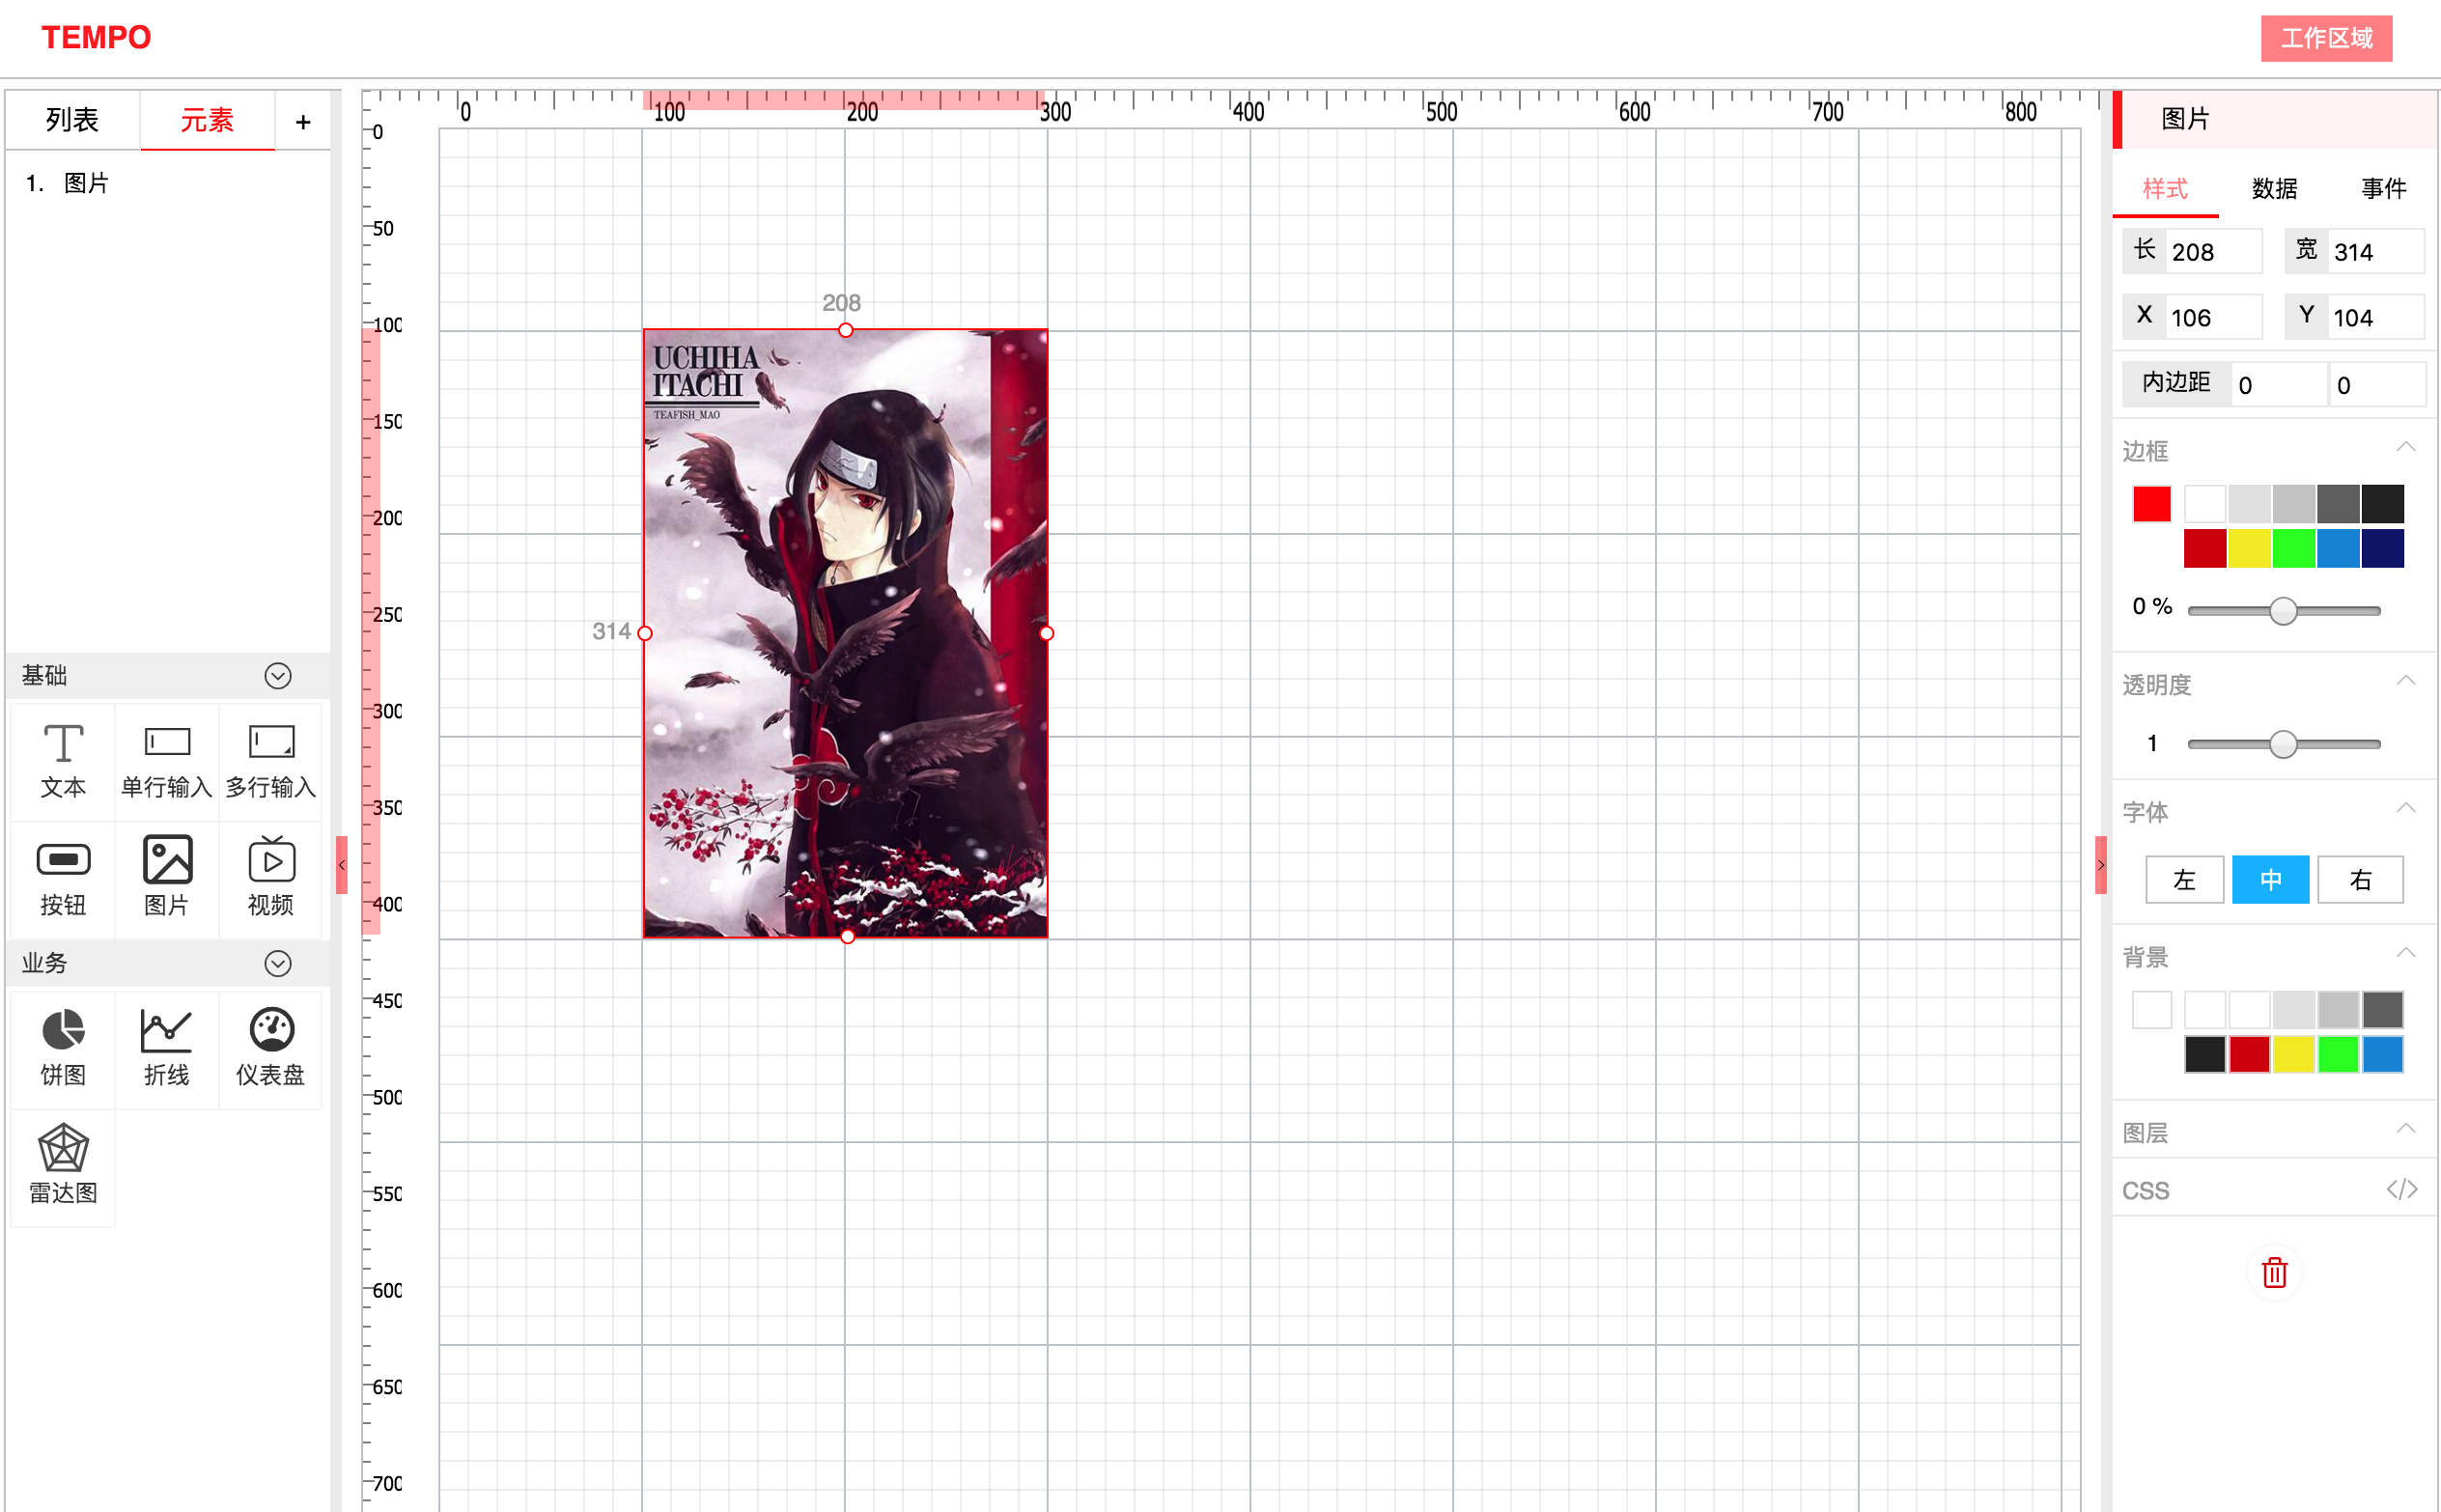 TEMPO
工作区域
列表 元素 +
1. 图片
基础
文本 单行输入 多行输入
按钮 图片 视频
业务
饼图 折线 仪表盘
雷达图
0 100 200 300 400 500 600 700 800
0
50
100
150
200
250
300
350
400
450
500
550
600
650
700
208
314
UCHIHA
ITACHI
TEAFISH_MAO
图片
样式 数据 事件
长 208 宽 314
X 106 Y 104
内边距 0 0
边框
0 %
透明度
1
字体
左 中 右
背景
图层
CSS </>